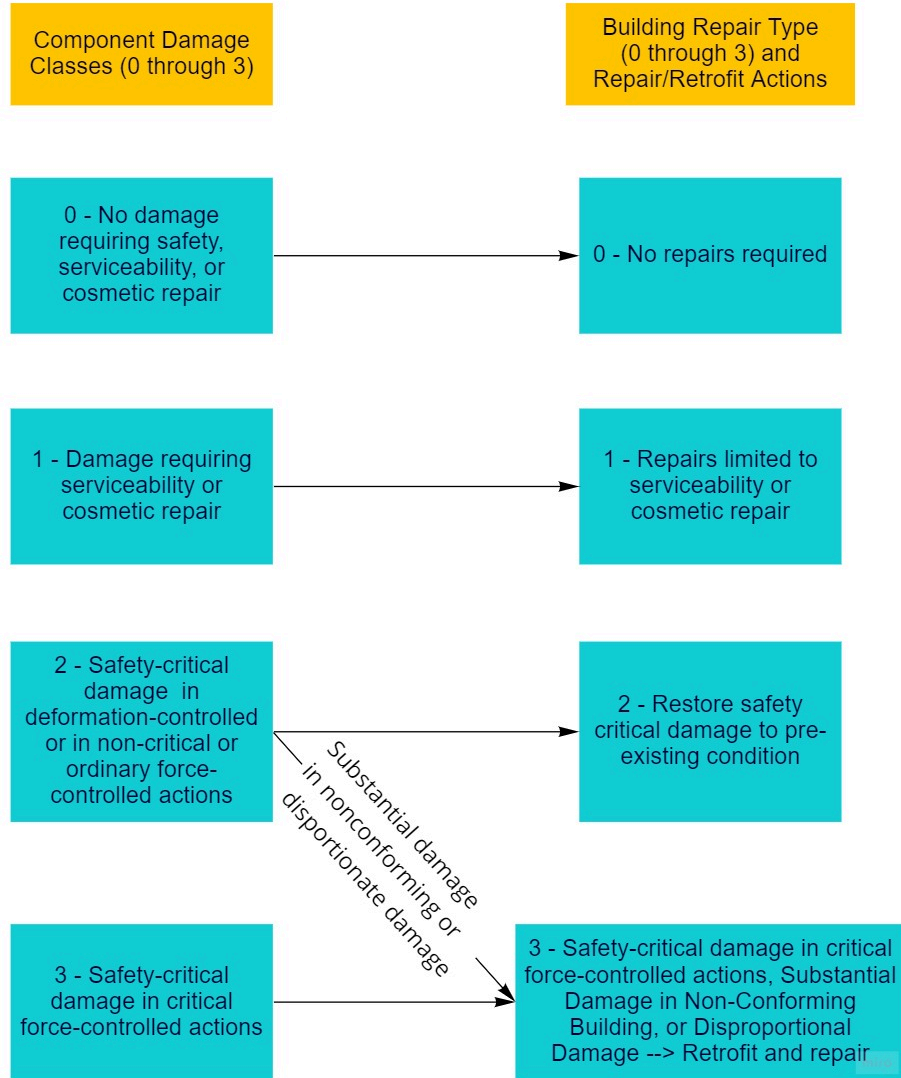 Component Damage
Classes (0 through 3)
Building Repair Type
(0 through 3) and
Repair/Retrofit Actions
0 - No damage
requiring safety,
serviceability, or
cosmetic repair
0 - No repairs required
1 - Damage requiring
serviceability or
cosmetic repair
1 - Repairs limited to
serviceability or
cosmetic repair
2 - Safety-critical
damage  in
deformation-controlled
or in non-critical or
ordinary force-
controlled actions
2 - Restore safety
critical damage to pre-
existing condition
Substantial damage
in nonconforming or
disportionate damage
3 - Safety-critical
damage in critical
force-controlled actions
3 - Safety-critical damage in critical
force-controlled actions, Substantial
Damage in Non-Conforming
Building, or Disproportional
Damage --> Retrofit and repair